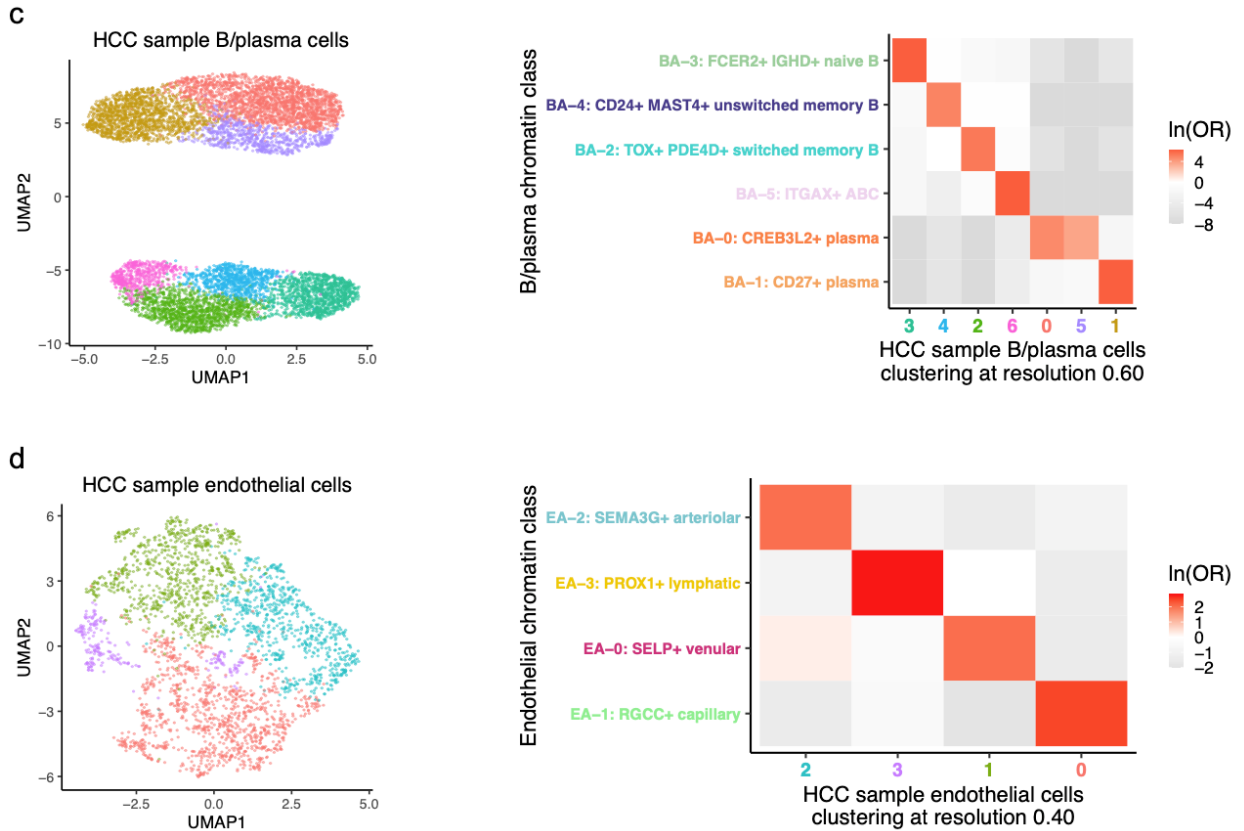 c
HCC sample B/plasma cells
UMAP2
5
0
−5
−10
−5.0 −2.5 0.0 2.5 5.0
UMAP1
B/plasma chromatin class
BA−3: FCER2+ IGHD+ naive B
BA−4: CD24+ MAST4+ unswitched memory B
BA−2: TOX+ PDE4D+ switched memory B
BA−5: ITGAX+ ABC
BA−0: CREB3L2+ plasma
BA−1: CD27+ plasma
3 4 2 6 0 5 1
HCC sample B/plasma cells
clustering at resolution 0.60
ln(OR)
4
0
−4
−8
d
HCC sample endothelial cells
UMAP2
6
3
0
−3
−6
−2.5 0.0 2.5 5.0
UMAP1
Endothelial chromatin class
EA−2: SEMA3G+ arteriolar
EA−3: PROX1+ lymphatic
EA−0: SELP+ venular
EA−1: RGCC+ capillary
2 3 1 0
HCC sample endothelial cells
clustering at resolution 0.40
ln(OR)
2
1
0
−1
−2